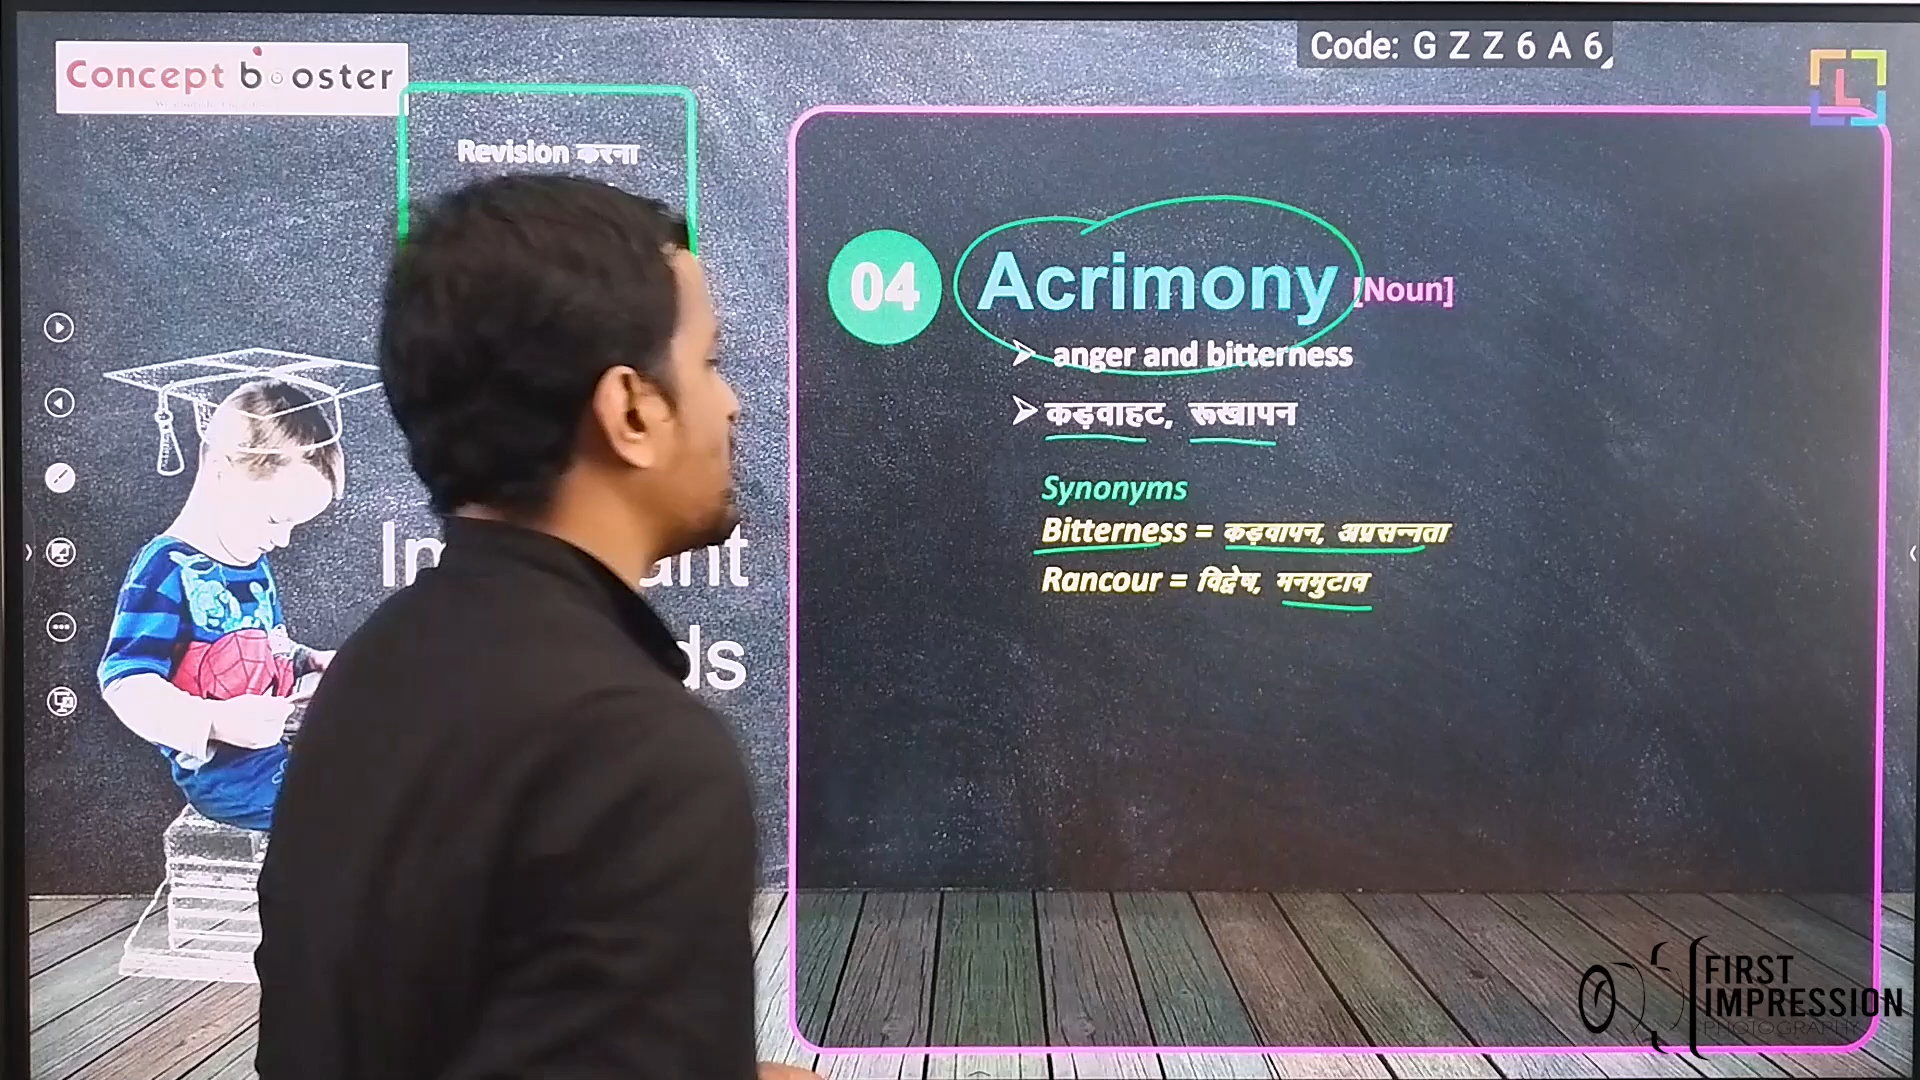 Concept booster
Code: G Z Z 6 A 6
Revision करना
04
Acrimony [Noun]
anger and bitterness
कड़वाहट, रूखापन
Synonyms
Bitterness = कड़वापन, अप्रसन्नता
Rancour = विद्वेष, मनमुटाव
L
FIRST
IMPRESSION
PHOTOGRAPHY